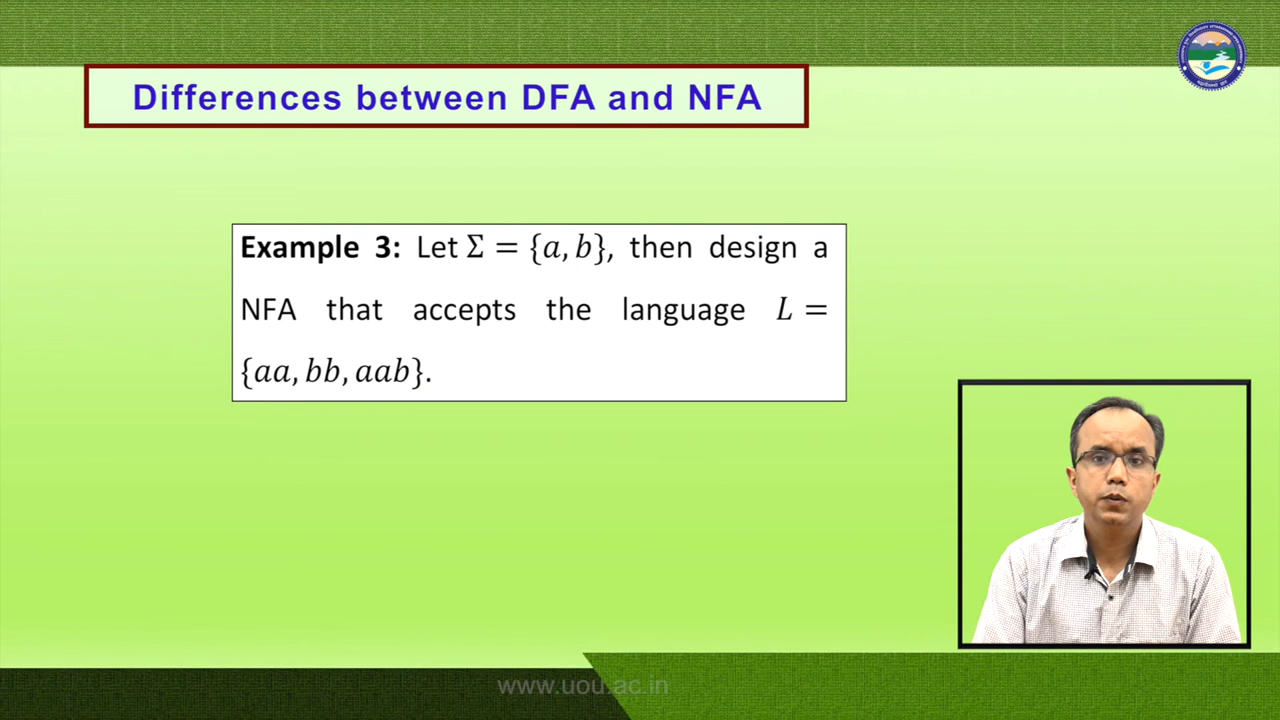 Differences between DFA and NFA
Example 3: Let Σ = {a, b}, then design a
NFA that accepts the language L =
{aa, bb, aab}.
www.uou.ac.in